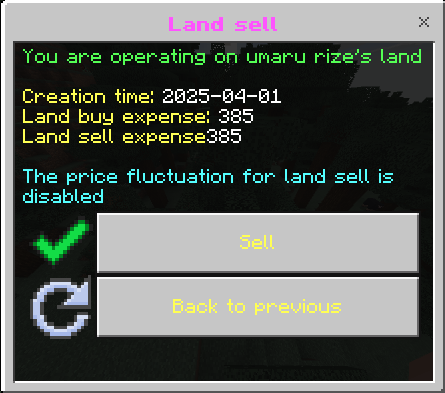 Land sell
You are operating on umaru rize's land
Creation time: 2025-04-01
Land buy expense: 385
Land sell expense385
The price fluctuation for land sell is
disabled
Sell
Back to previous